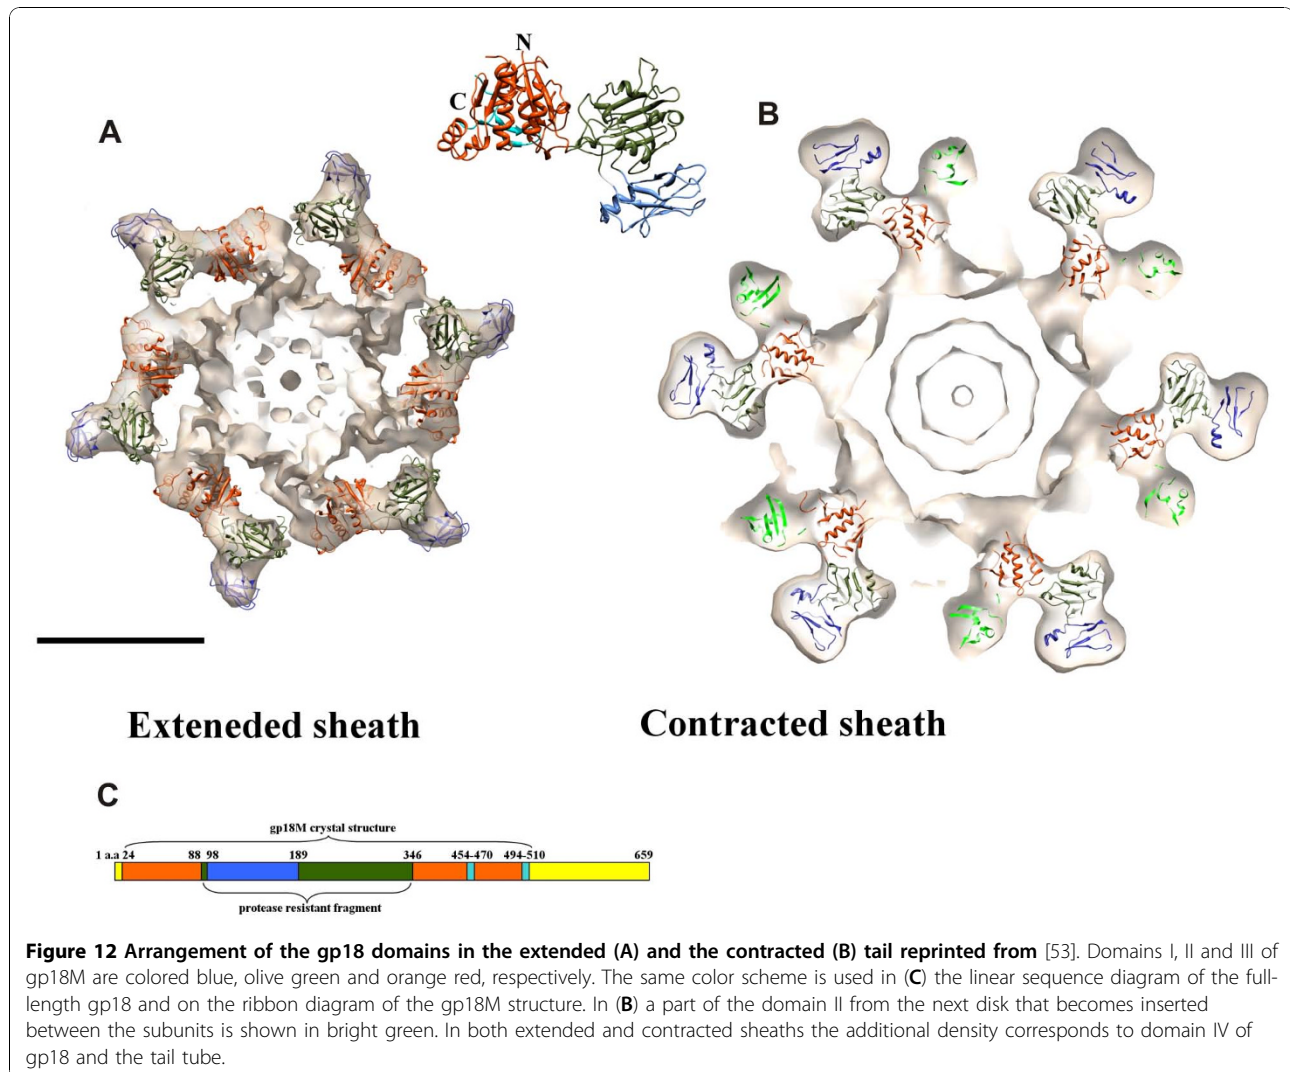 N
C
A
B
Exteneded sheath
Contracted sheath
C
gp18M crystal structure
1 a.a 24 88 98 189 346 454-470 494-510 659
protease resistant fragment
Figure 12 Arrangement of the gp18 domains in the extended (A) and the contracted (B) tail reprinted from [53]. Domains I, II and III of
gp18M are colored blue, olive green and orange red, respectively. The same color scheme is used in (C) the linear sequence diagram of the full-
length gp18 and on the ribbon diagram of the gp18M structure. In (B) a part of the domain II from the next disk that becomes inserted
between the subunits is shown in bright green. In both extended and contracted sheaths the additional density corresponds to domain IV of
gp18 and the tail tube.